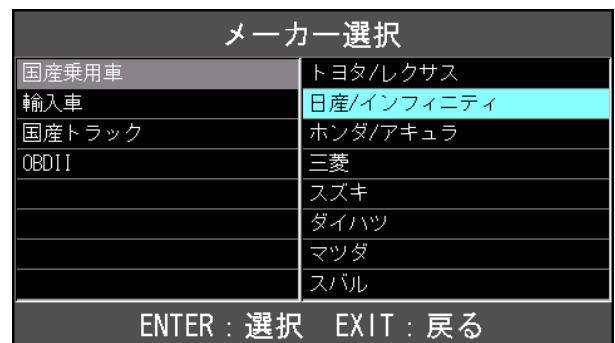 メーカー選択
国産乗用車
輸入車
国産トラック
OBDII
トヨタ/レクサス
日産/インフィニティ
ホンダ/アキュラ
三菱
スズキ
ダイハツ
マツダ
スバル
ENTER：選択　EXIT：戻る